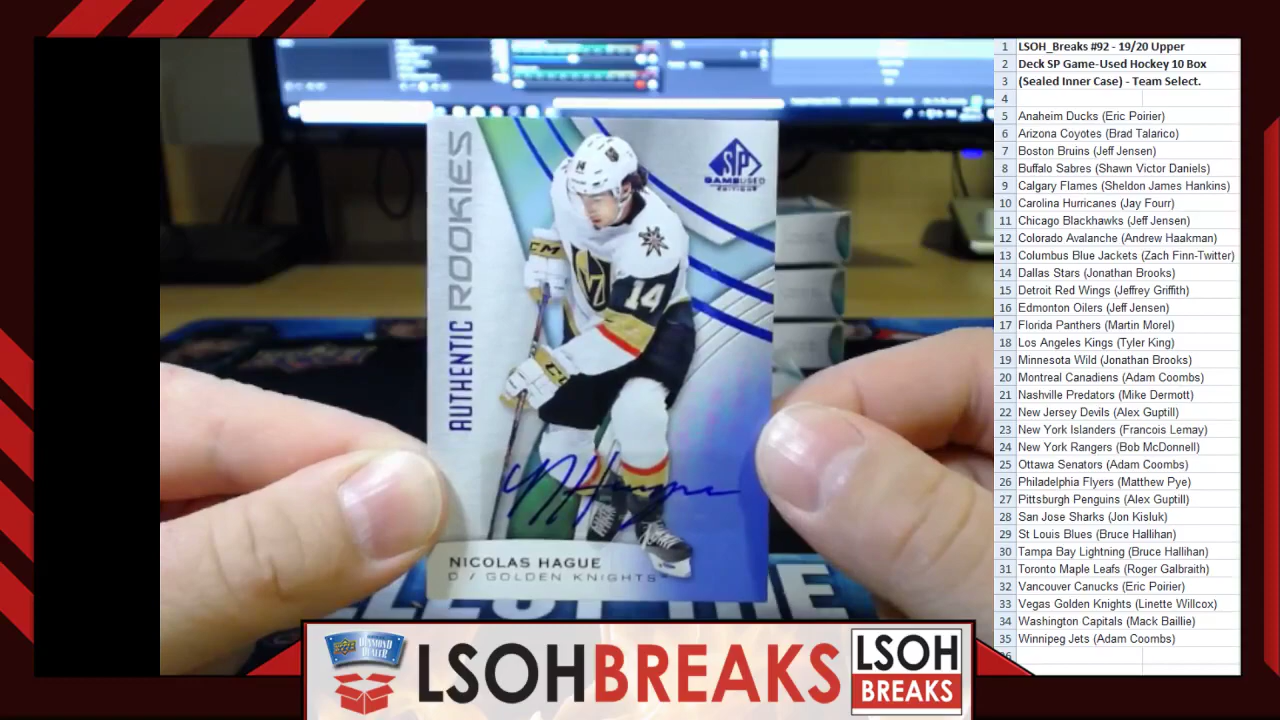 1 LSOH_Breaks #92 - 19/20 Upper
2 Deck SP Game-Used Hockey 10 Box
3 (Sealed Inner Case) - Team Select.
4
5 Anaheim Ducks (Eric Poirier)
6 Arizona Coyotes (Brad Talarico)
7 Boston Bruins (Jeff Jensen)
8 Buffalo Sabres (Shawn Victor Daniels)
9 Calgary Flames (Sheldon James Hankins)
10 Carolina Hurricanes (Jay Fourr)
11 Chicago Blackhawks (Jeff Jensen)
12 Colorado Avalanche (Andrew Haakman)
13 Columbus Blue Jackets (Zach Finn-Twitter)
14 Dallas Stars (Jonathan Brooks)
15 Detroit Red Wings (Jeffrey Griffith)
16 Edmonton Oilers (Jeff Jensen)
17 Florida Panthers (Martin Morel)
18 Los Angeles Kings (Tyler King)
19 Minnesota Wild (Jonathan Brooks)
20 Montreal Canadiens (Adam Coombs)
21 Nashville Predators (Mike Dermott)
22 New Jersey Devils (Alex Guptill)
23 New York Islanders (Francois Lemay)
24 New York Rangers (Bob McDonnell)
25 Ottawa Senators (Adam Coombs)
26 Philadelphia Flyers (Matthew Pye)
27 Pittsburgh Penguins (Alex Guptill)
28 San Jose Sharks (Jon Kisluk)
29 St Louis Blues (Bruce Hallihan)
30 Tampa Bay Lightning (Bruce Hallihan)
31 Toronto Maple Leafs (Roger Galbraith)
32 Vancouver Canucks (Eric Poirier)
33 Vegas Golden Knights (Linette Willcox)
34 Washington Capitals (Mack Baillie)
35 Winnipeg Jets (Adam Coombs)
AUTHENTIC ROOKIES
SP
GAME USED
EDITION
14
CCM
N Hague
NICOLAS HAGUE
D / GOLDEN KNIGHTS
DIAMOND
DEALER
LSOHBREAKS
LSOH
BREAKS